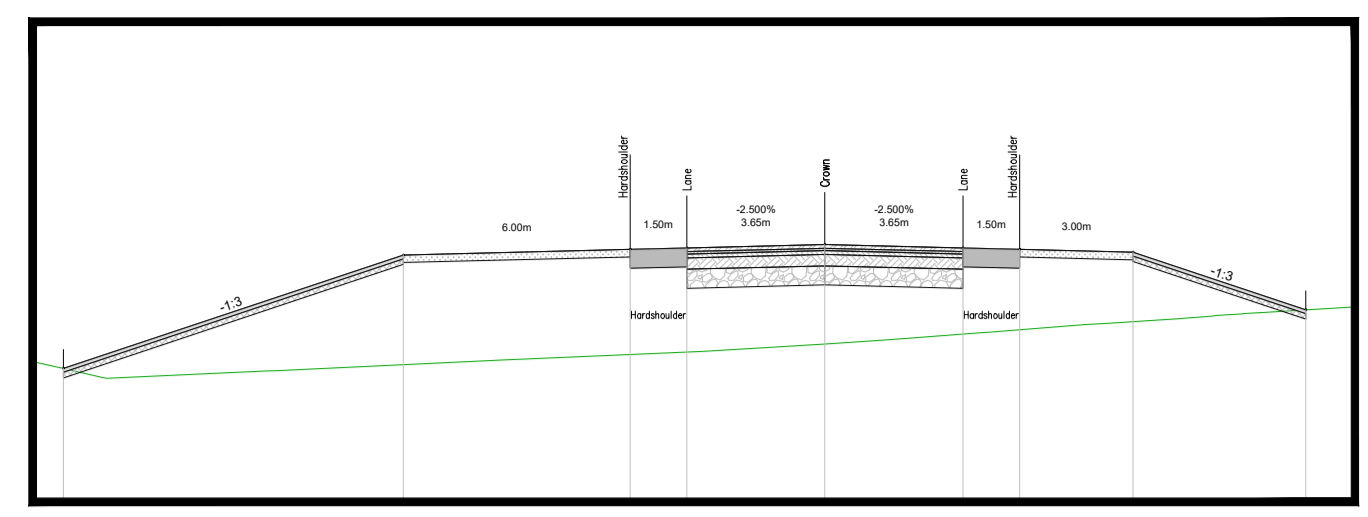 Hardshoulder
Lane
Crown
Lane
Hardshoulder
6.00m
1.50m
-2.500%
3.65m
-2.500%
3.65m
1.50m
3.00m
-1:3
-1:3
Hardshoulder
Hardshoulder